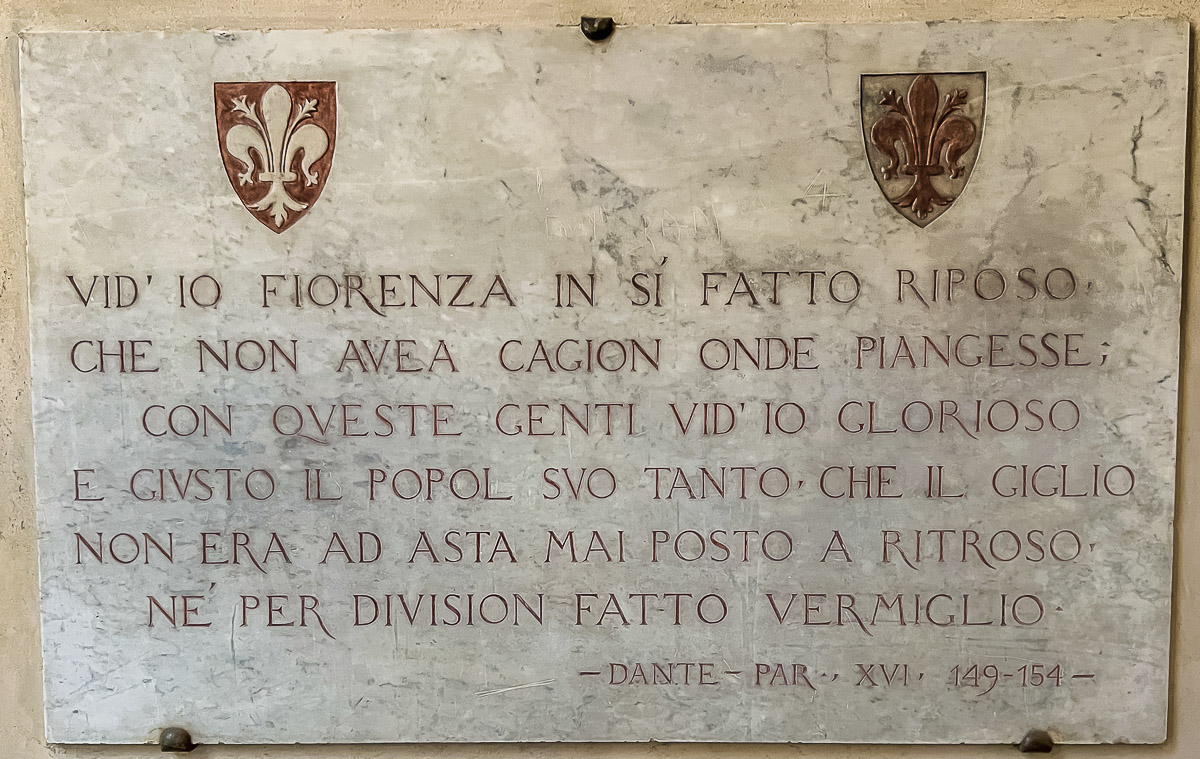 VID' IO FIORENZA IN SÍ FATTO RIPOSO,
CHE NON AVEA CAGION ONDE PIANGESSE;
CON QVESTE GENTI VID' IO GLORIOSO
E GIVSTO IL POPOL SVO TANTO, CHE IL GIGLIO
NON ERA AD ASTA MAI POSTO A RITROSO,
NE' PER DIVISION FATTO VERMIGLIO.
— DANTE — PAR., XVI, 149-154 —